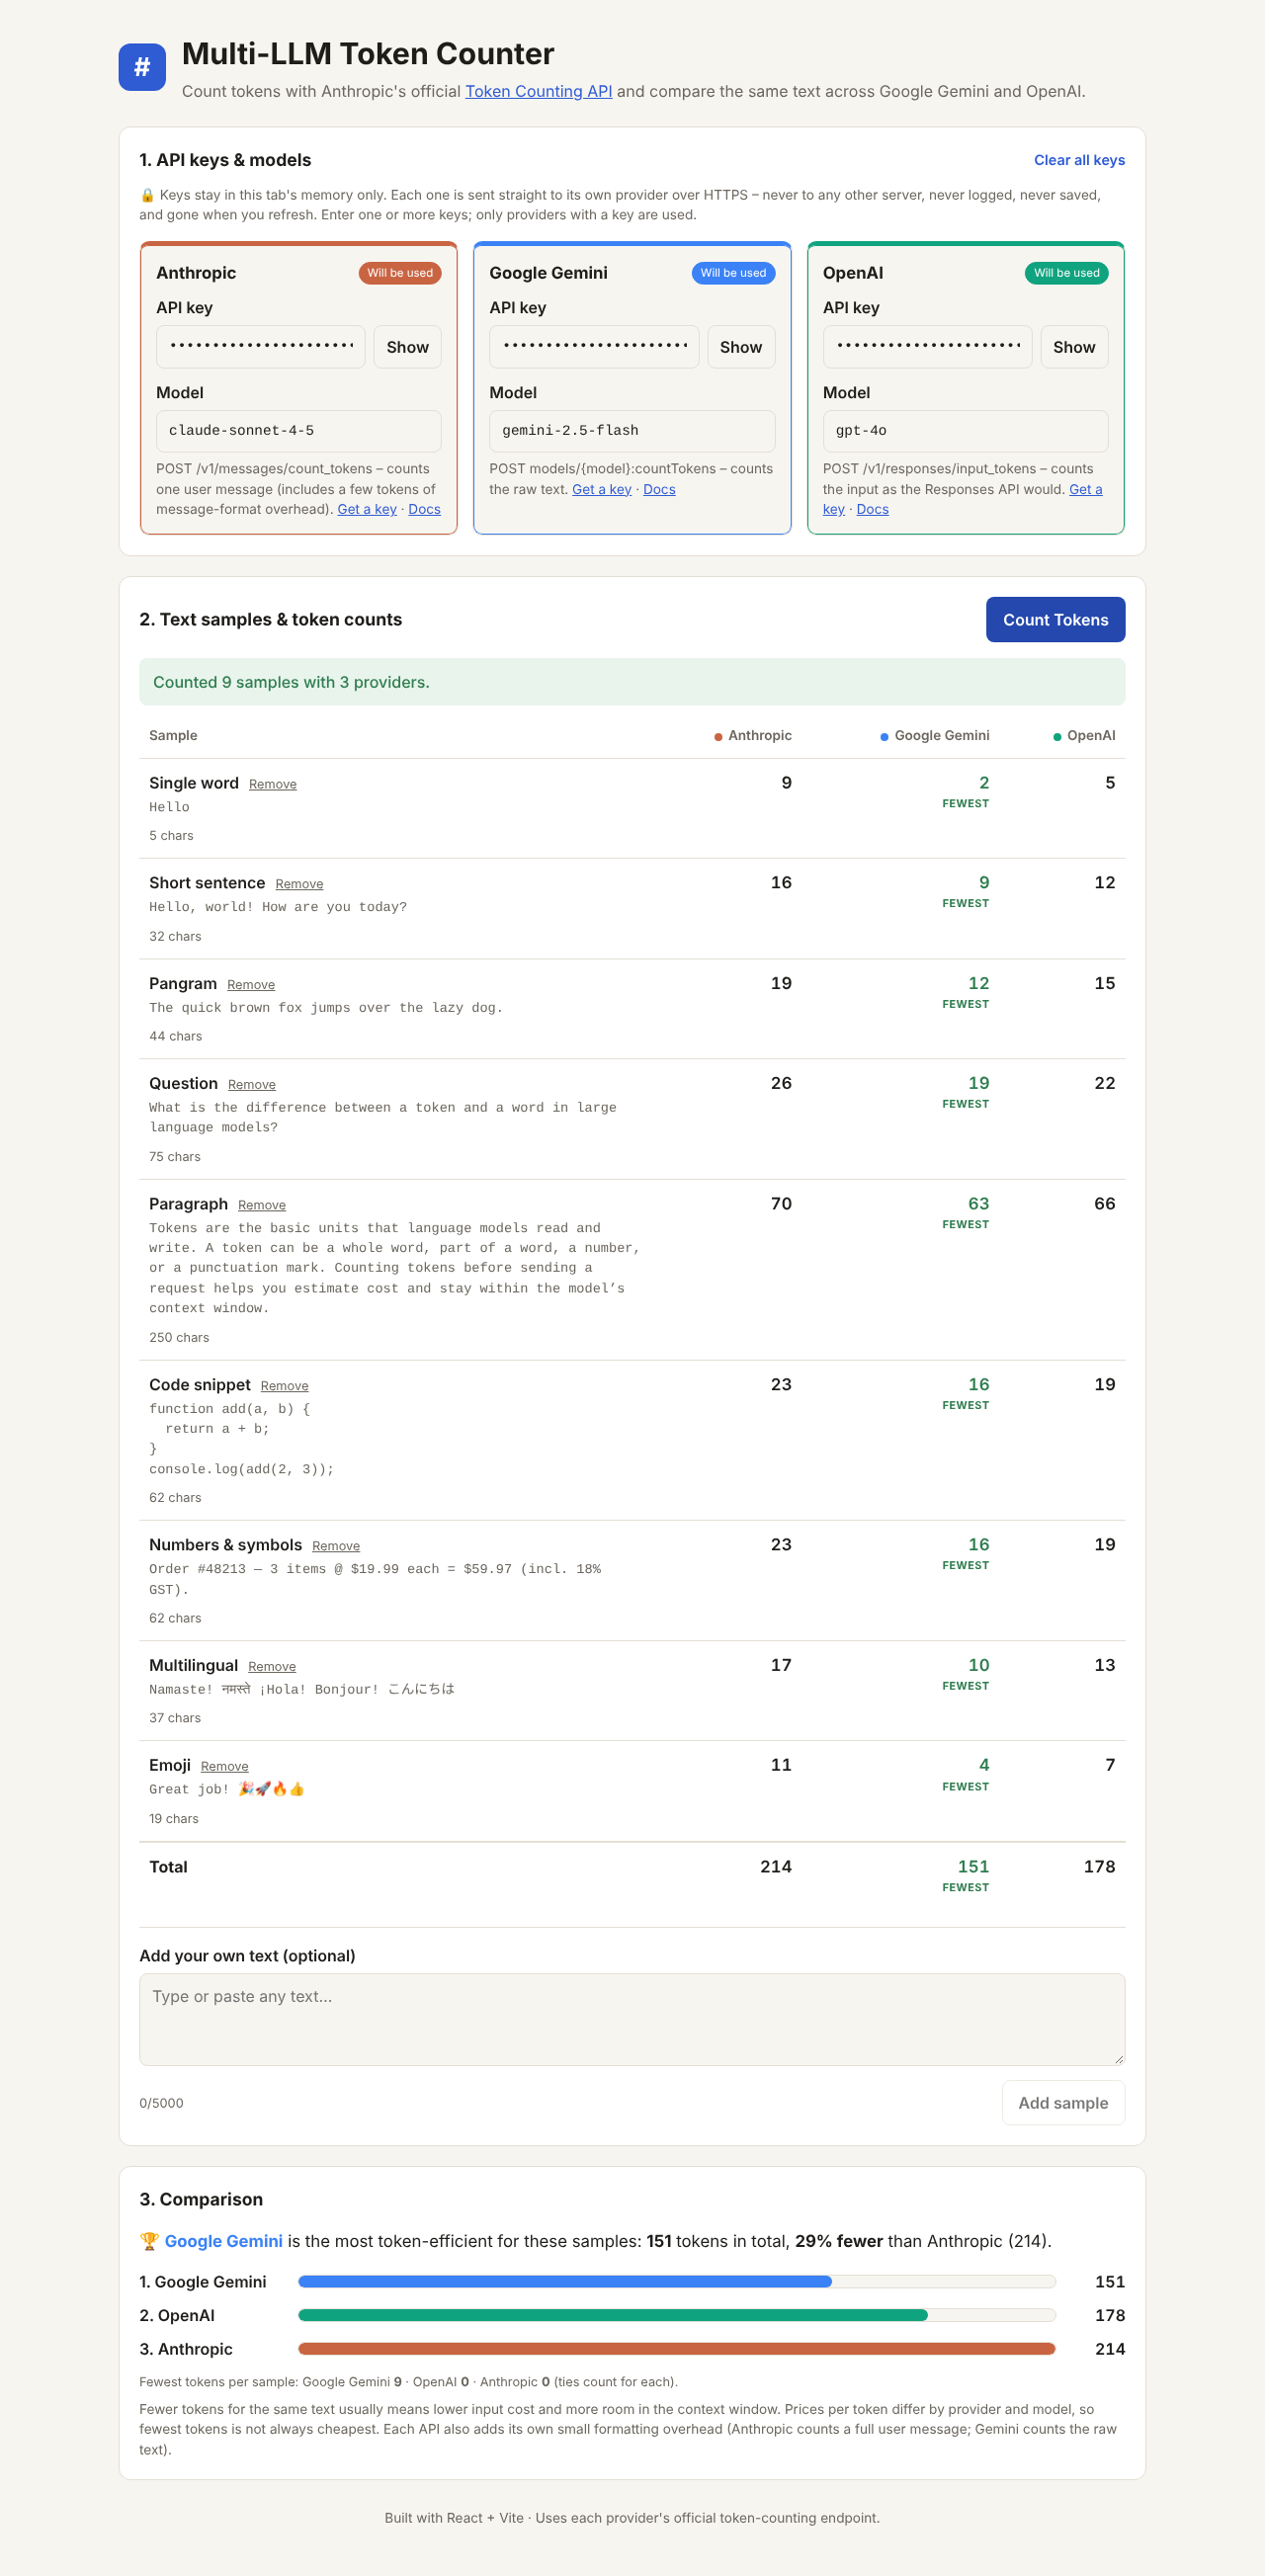 #
Multi-LLM Token Counter
Count tokens with Anthropic's official Token Counting API and compare the same text across Google Gemini and OpenAI.
1. API keys & models
Clear all keys
🔒 Keys stay in this tab's memory only. Each one is sent straight to its own provider over HTTPS – never to any other server, never logged, never saved,
and gone when you refresh. Enter one or more keys; only providers with a key are used.
Anthropic
Will be used
API key
••••••••••••••••••••••
Show
Model
claude-sonnet-4-5
POST /v1/messages/count_tokens – counts
one user message (includes a few tokens of
message-format overhead). Get a key · Docs
Google Gemini
Will be used
API key
••••••••••••••••••••••
Show
Model
gemini-2.5-flash
POST models/{model}:countTokens – counts
the raw text. Get a key · Docs
OpenAI
Will be used
API key
••••••••••••••••••••••
Show
Model
gpt-4o
POST /v1/responses/input_tokens – counts
the input as the Responses API would. Get a
key · Docs
2. Text samples & token counts
Count Tokens
Counted 9 samples with 3 providers.
Sample Anthropic Google Gemini OpenAI
Single word Remove 9 2 5
FEWEST
Hello
5 chars
Short sentence Remove 16 9 12
FEWEST
Hello, world! How are you today?
32 chars
Pangram Remove 19 12 15
FEWEST
The quick brown fox jumps over the lazy dog.
44 chars
Question Remove 26 19 22
FEWEST
What is the difference between a token and a word in large
language models?
75 chars
Paragraph Remove 70 63 66
FEWEST
Tokens are the basic units that language models read and
write. A token can be a whole word, part of a word, a number,
or a punctuation mark. Counting tokens before sending a
request helps you estimate cost and stay within the model’s
context window.
250 chars
Code snippet Remove 23 16 19
FEWEST
function add(a, b) {
  return a + b;
}
console.log(add(2, 3));
62 chars
Numbers & symbols Remove 23 16 19
FEWEST
Order #48213 — 3 items @ $19.99 each = $59.97 (incl. 18%
GST).
62 chars
Multilingual Remove 17 10 13
FEWEST
Namaste! नमस्ते ¡Hola! Bonjour! こんにちは
37 chars
Emoji Remove 11 4 7
FEWEST
Great job! 🎉🚀🔥👍
19 chars
Total 214 151 178
FEWEST
Add your own text (optional)
Type or paste any text...
0/5000
Add sample
3. Comparison
🏆 Google Gemini is the most token-efficient for these samples: 151 tokens in total, 29% fewer than Anthropic (214).
1. Google Gemini 151
2. OpenAI 178
3. Anthropic 214
Fewest tokens per sample: Google Gemini 9 · OpenAI 0 · Anthropic 0 (ties count for each).
Fewer tokens for the same text usually means lower input cost and more room in the context window. Prices per token differ by provider and model, so
fewest tokens is not always cheapest. Each API also adds its own small formatting overhead (Anthropic counts a full user message; Gemini counts the raw
text).
Built with React + Vite · Uses each provider's official token-counting endpoint.